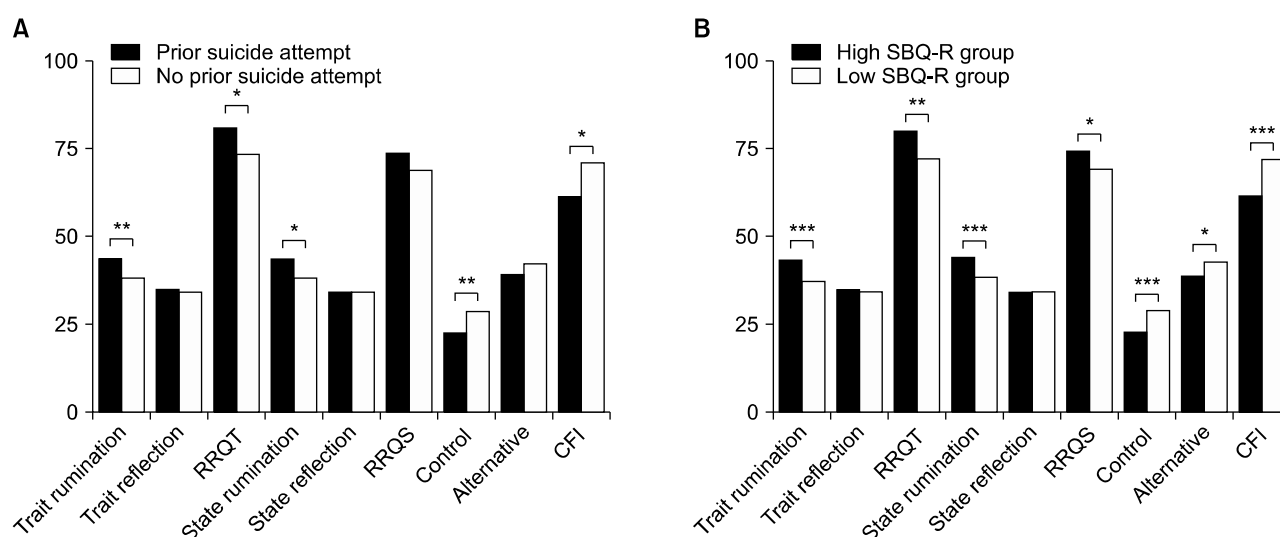 A
Prior suicide attempt
No prior suicide attempt
100
75
50
25
0
**
*
*
**
*
Trait rumination
Trait reflection
RRQT
State rumination
State reflection
RRQS
Control
Alternative
CFI
B
High SBQ-R group
Low SBQ-R group
100
75
50
25
0
***
**
***
*
***
*
***
Trait rumination
Trait reflection
RRQT
State rumination
State reflection
RRQS
Control
Alternative
CFI